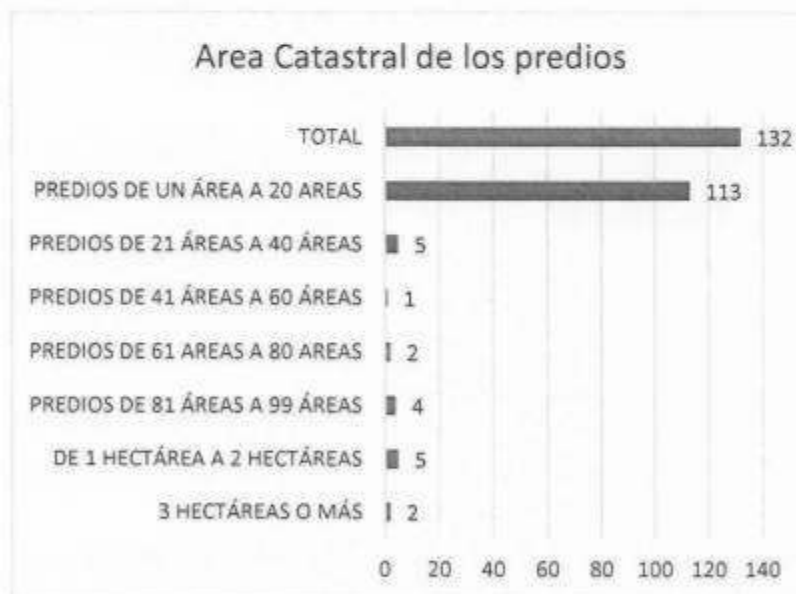 Area Catastral de los predios
TOTAL 132
PREDIOS DE UN ÁREA A 20 AREAS 113
PREDIOS DE 21 ÁREAS A 40 ÁREAS 5
PREDIOS DE 41 ÁREAS A 60 ÁREAS 1
PREDIOS DE 61 AREAS A 80 AREAS 2
PREDIOS DE 81 ÁREAS A 99 ÁREAS 4
DE 1 HECTÁREA A 2 HECTÁREAS 5
3 HECTÁREAS O MÁS 2
0 20 40 60 80 100 120 140